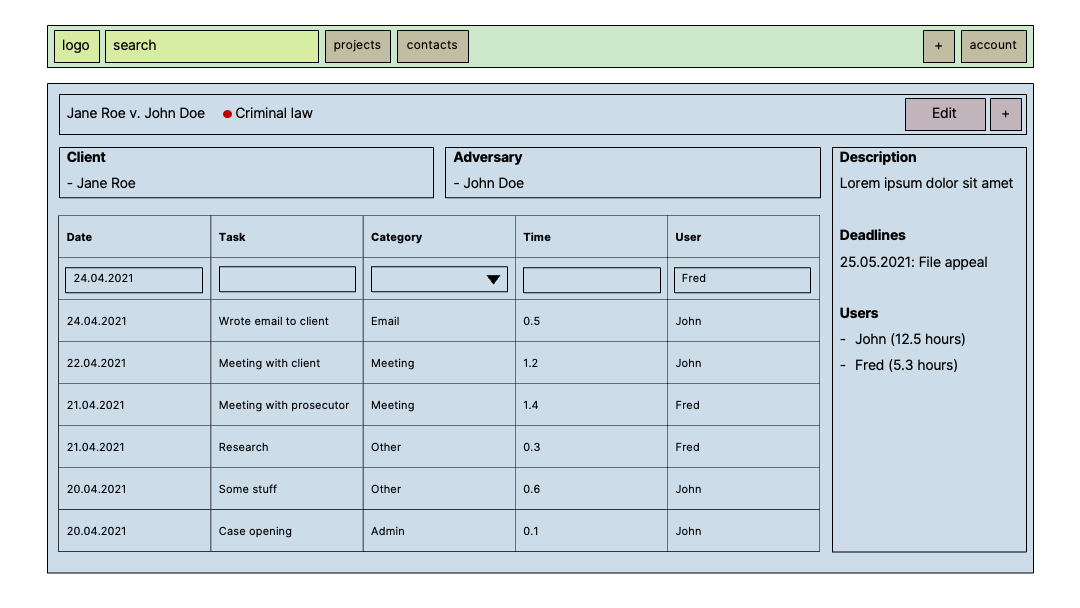 logo search projects contacts + account
Jane Roe v. John Doe Criminal law Edit +
Client
- Jane Roe
Adversary
- John Doe
Date Task Category Time User
24.04.2021 Fred
24.04.2021 Wrote email to client Email 0.5 John
22.04.2021 Meeting with client Meeting 1.2 John
21.04.2021 Meeting with prosecutor Meeting 1.4 Fred
21.04.2021 Research Other 0.3 Fred
20.04.2021 Some stuff Other 0.6 John
20.04.2021 Case opening Admin 0.1 John
Description
Lorem ipsum dolor sit amet
Deadlines
25.05.2021: File appeal
Users
- John (12.5 hours)
- Fred (5.3 hours)